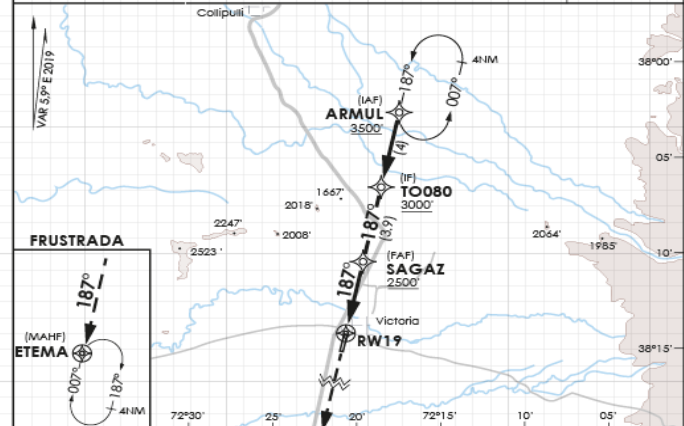 Collipulli
VAR 5,9° E 2019
4NM
38°00'
187°
007°
(IAF)
ARMUL
3500'
(4)
05'
(IF)
TO080
3000'
1667'
2018'
187°
(3,9)
2247'
2008'
2064'
1985'
2523'
10'
FRUSTRADA
(FAF)
SAGAZ
2500'
187°
187°
Victoria
RW19
38°15'
(MAHF)
ETEMA
007°
187°
4NM
72°30'
25'
20'
72°15'
10'
05'